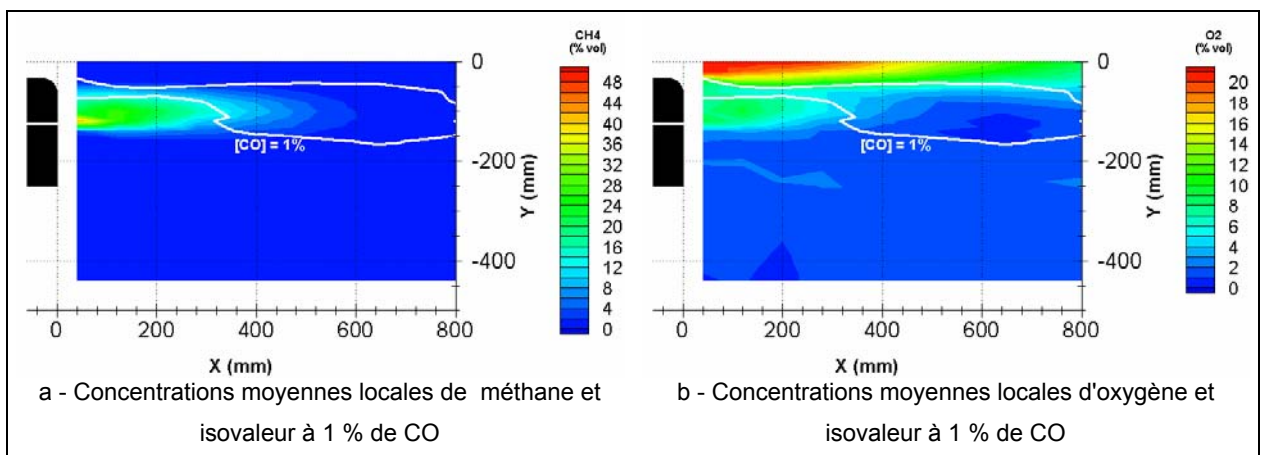 CH4
(% vol)
48
44
40
36
32
28
24
20
16
12
8
4
0
0
-200
-400
Y (mm)
[CO] = 1%
0 200 400 600 800
X (mm)
a - Concentrations moyennes locales de méthane et
isovaleur à 1 % de CO
O2
(% vol)
20
18
16
14
12
10
8
6
4
2
0
0
-200
-400
Y (mm)
[CO] = 1%
0 200 400 600 800
X (mm)
b - Concentrations moyennes locales d'oxygène et
isovaleur à 1 % de CO